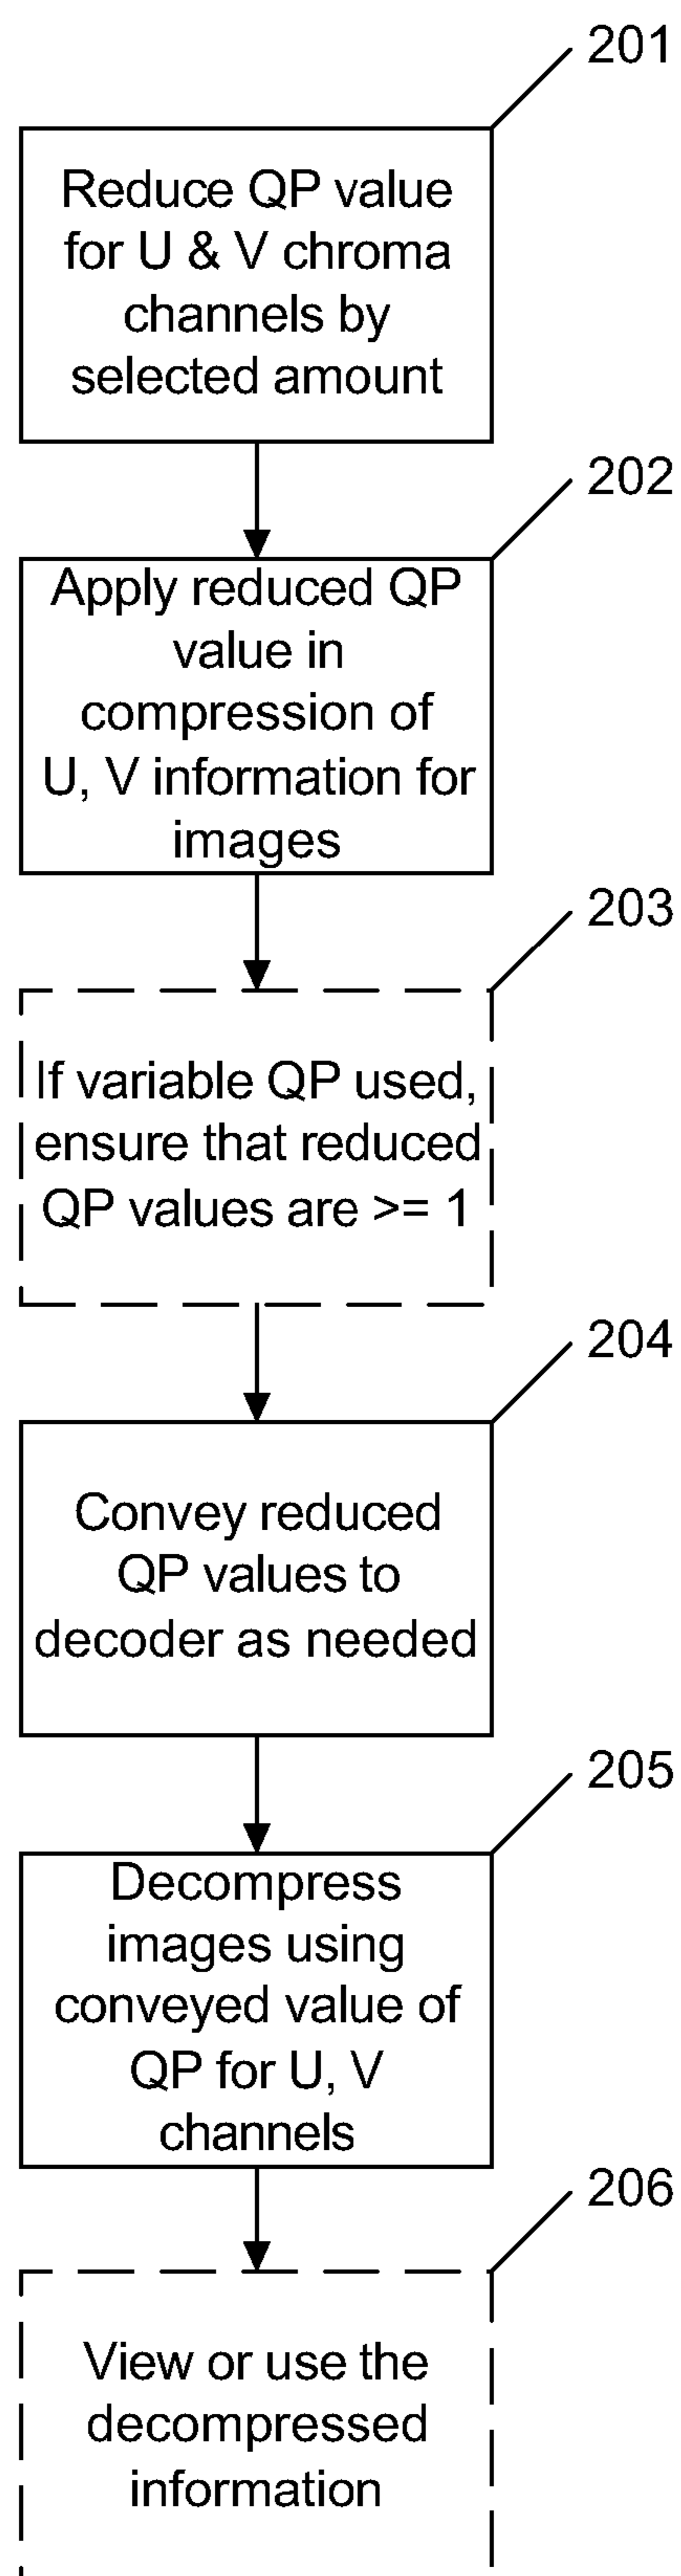 201
Reduce QP value
for U & V chroma
channels by
selected amount
202
Apply reduced QP
value in
compression of
U, V information for
images
203
If variable QP used,
ensure that reduced
QP values are >= 1
204
Convey reduced
QP values to
decoder as needed
205
Decompress
images using
conveyed value of
QP for U, V
channels
206
View or use the
decompressed
information